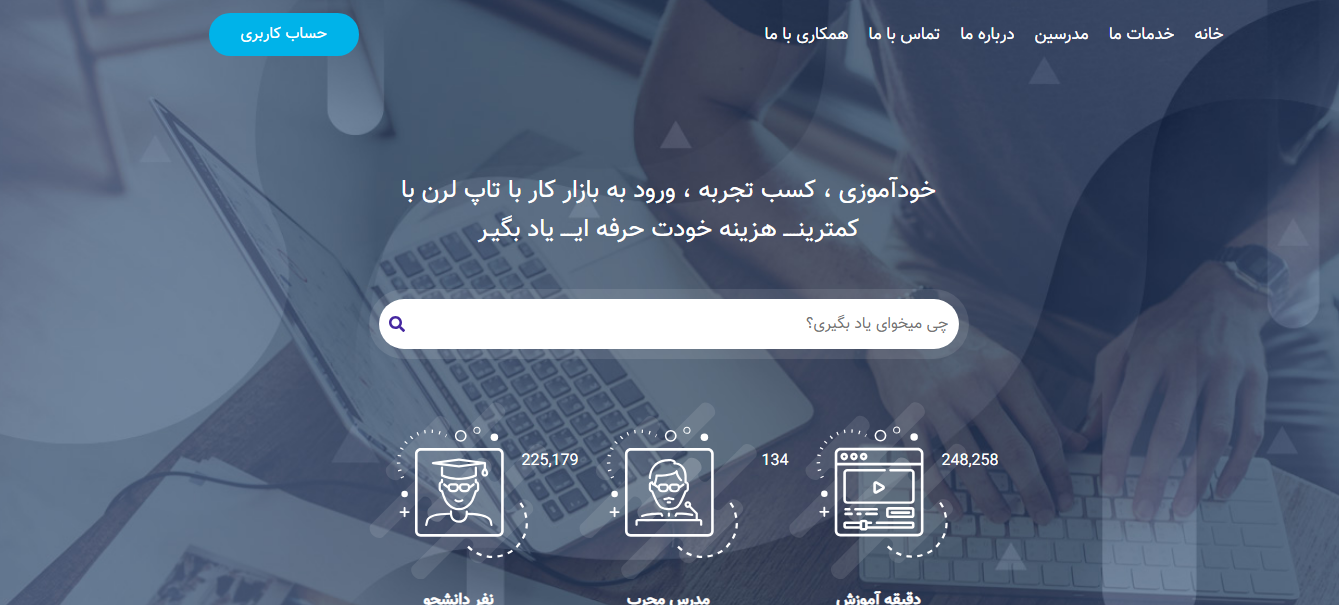 خانه
خدمات ما
مدرسین
درباره ما
تماس با ما
همکاری با ما
حساب کاربری
خودآموزی ، کسب تجربه ، ورود به بازار کار با تاپ لرن با
کمترینــ هزینه خودت حرفه ایــ یاد بگیر
چی میخوای یاد بگیری؟
248,258
134
225,179
دقیقه آموزش
مدرس مجرب
نفر دانشجو